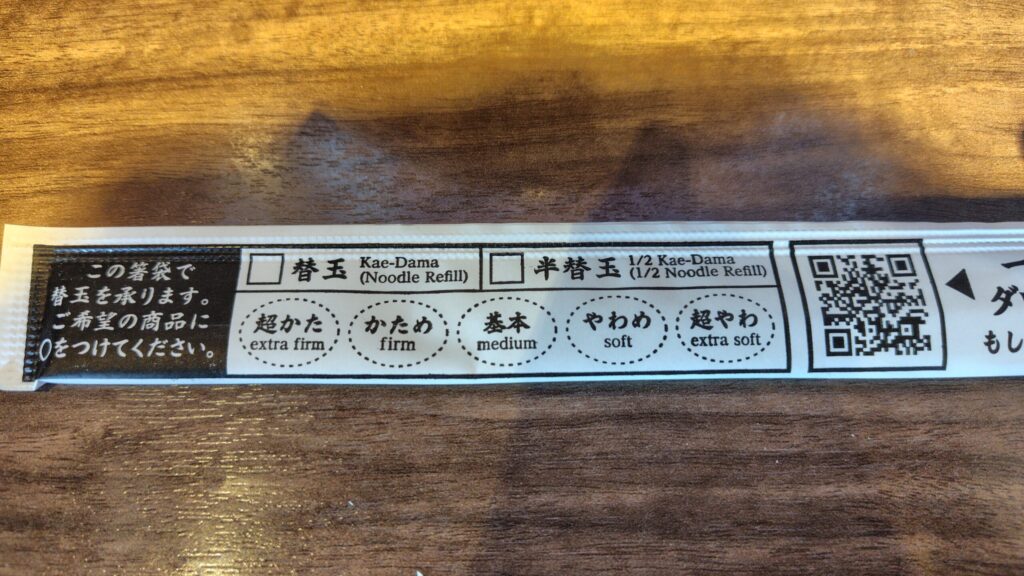 この箸袋で
替玉を承ります。
ご希望の商品に
○をつけてください。
替玉 Kae-Dama
(Noodle Refill)
半替玉 1/2 Kae-Dama
(1/2 Noodle Refill)
超かた
extra firm
かため
firm
基本
medium
やわめ
soft
超やわ
extra soft
もし